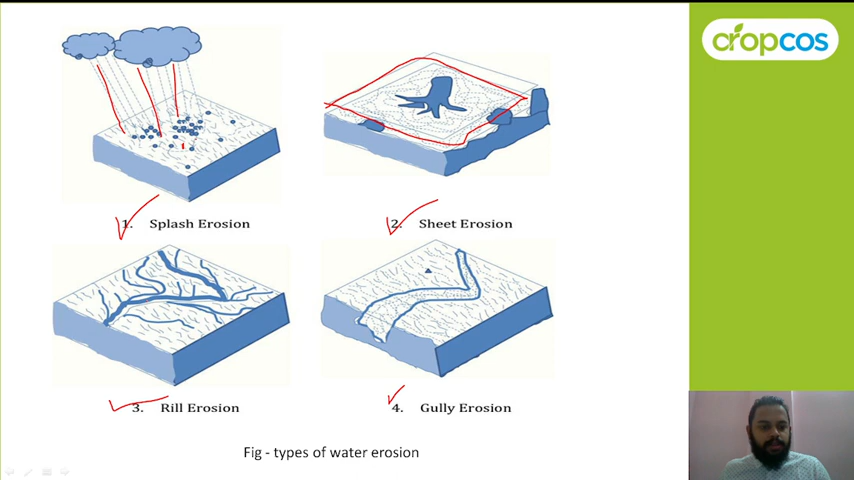 cropcos
1. Splash Erosion
2. Sheet Erosion
3. Rill Erosion
4. Gully Erosion
Fig - types of water erosion